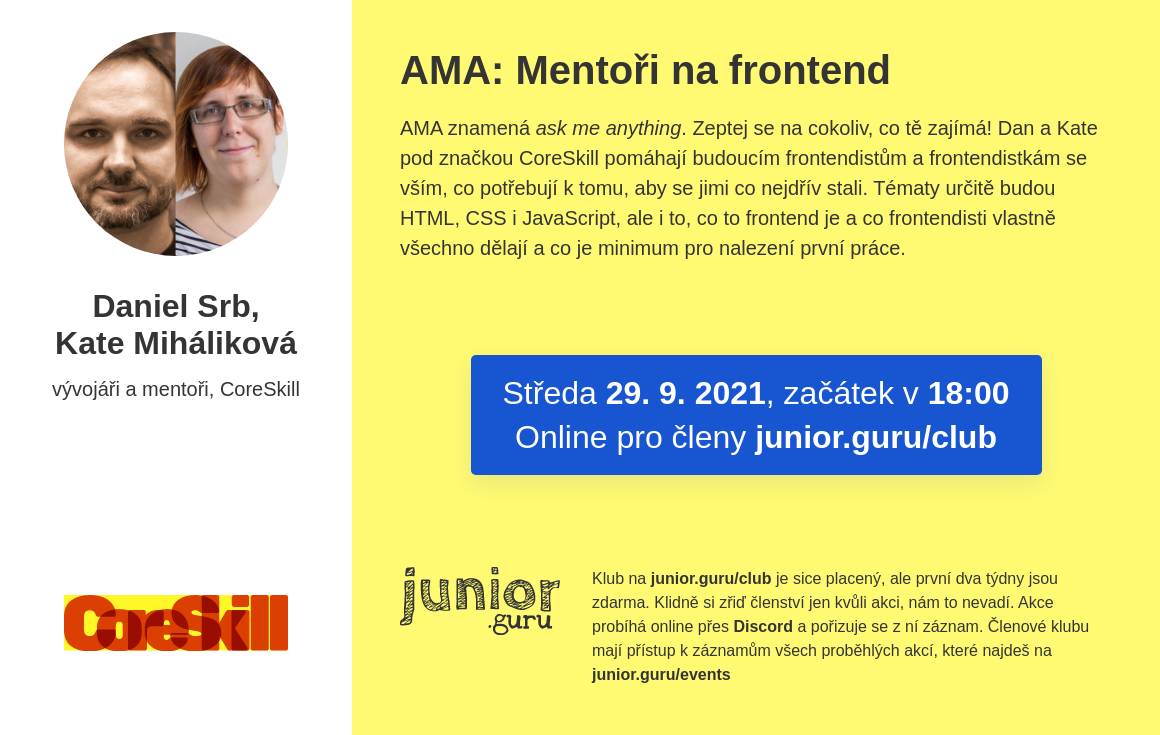 Daniel Srb,
Kate Miháliková
vývojáři a mentoři, CoreSkill
CoreSkill
AMA: Mentoři na frontend
AMA znamená ask me anything. Zeptej se na cokoliv, co tě zajímá! Dan a Kate
pod značkou CoreSkill pomáhají budoucím frontendistům a frontendistkám se
vším, co potřebují k tomu, aby se jimi co nejdřív stali. Tématy určitě budou
HTML, CSS i JavaScript, ale i to, co to frontend je a co frontendisti vlastně
všechno dělají a co je minimum pro nalezení první práce.
Středa 29. 9. 2021, začátek v 18:00
Online pro členy junior.guru/club
junior
.guru
Klub na junior.guru/club je sice placený, ale první dva týdny jsou
zdarma. Klidně si zřiď členství jen kvůli akci, nám to nevadí. Akce
probíhá online přes Discord a pořizuje se z ní záznam. Členové klubu
mají přístup k záznamům všech proběhlých akcí, které najdeš na
junior.guru/events